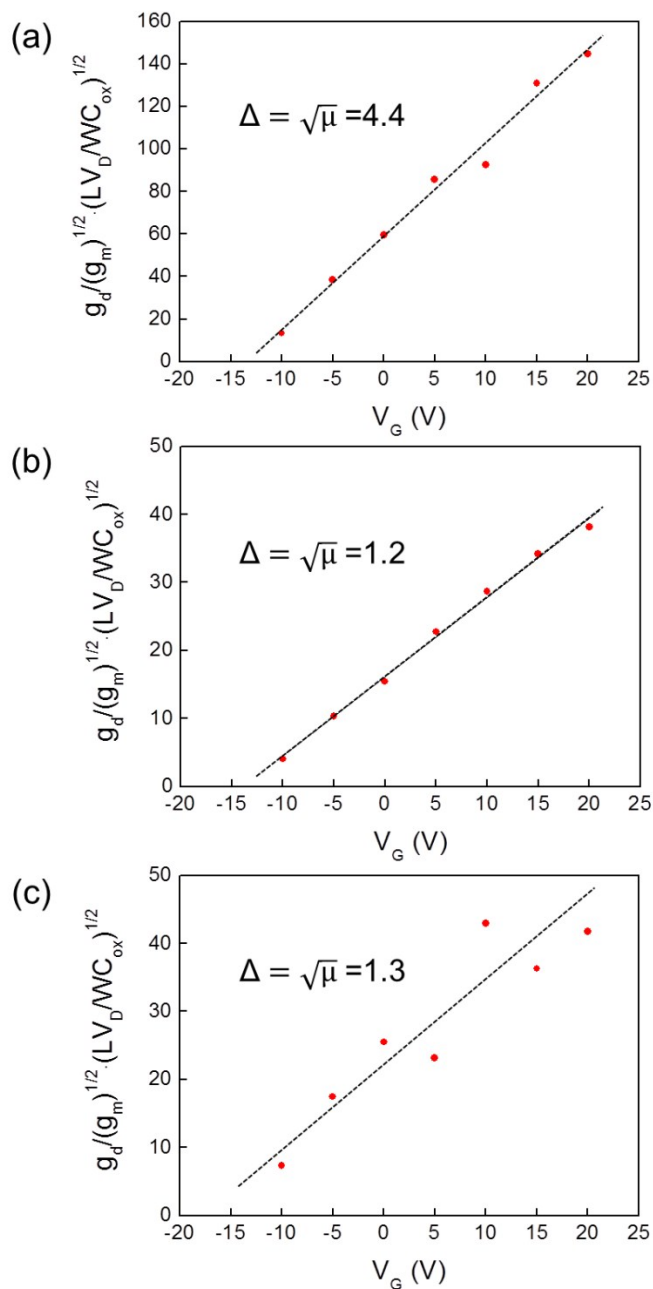 (a)
160
140
120
100
80
60
40
20
0
g_d/(g_m)^{1/2}·(LV_D/WC_ox)^{1/2}
Δ = √μ =4.4
-20 -15 -10 -5 0 5 10 15 20 25
V_G (V)
(b)
50
40
30
20
10
0
g_d/(g_m)^{1/2}·(LV_D/WC_ox)^{1/2}
Δ = √μ =1.2
-20 -15 -10 -5 0 5 10 15 20 25
V_G (V)
(c)
50
40
30
20
10
0
g_d/(g_m)^{1/2}·(LV_D/WC_ox)^{1/2}
Δ = √μ =1.3
-20 -15 -10 -5 0 5 10 15 20 25
V_G (V)